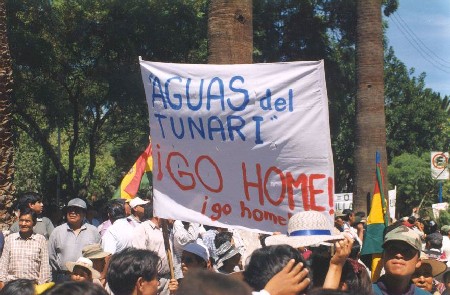 "AGUAS del
TUNARI"
¡GO HOME!
¡go home